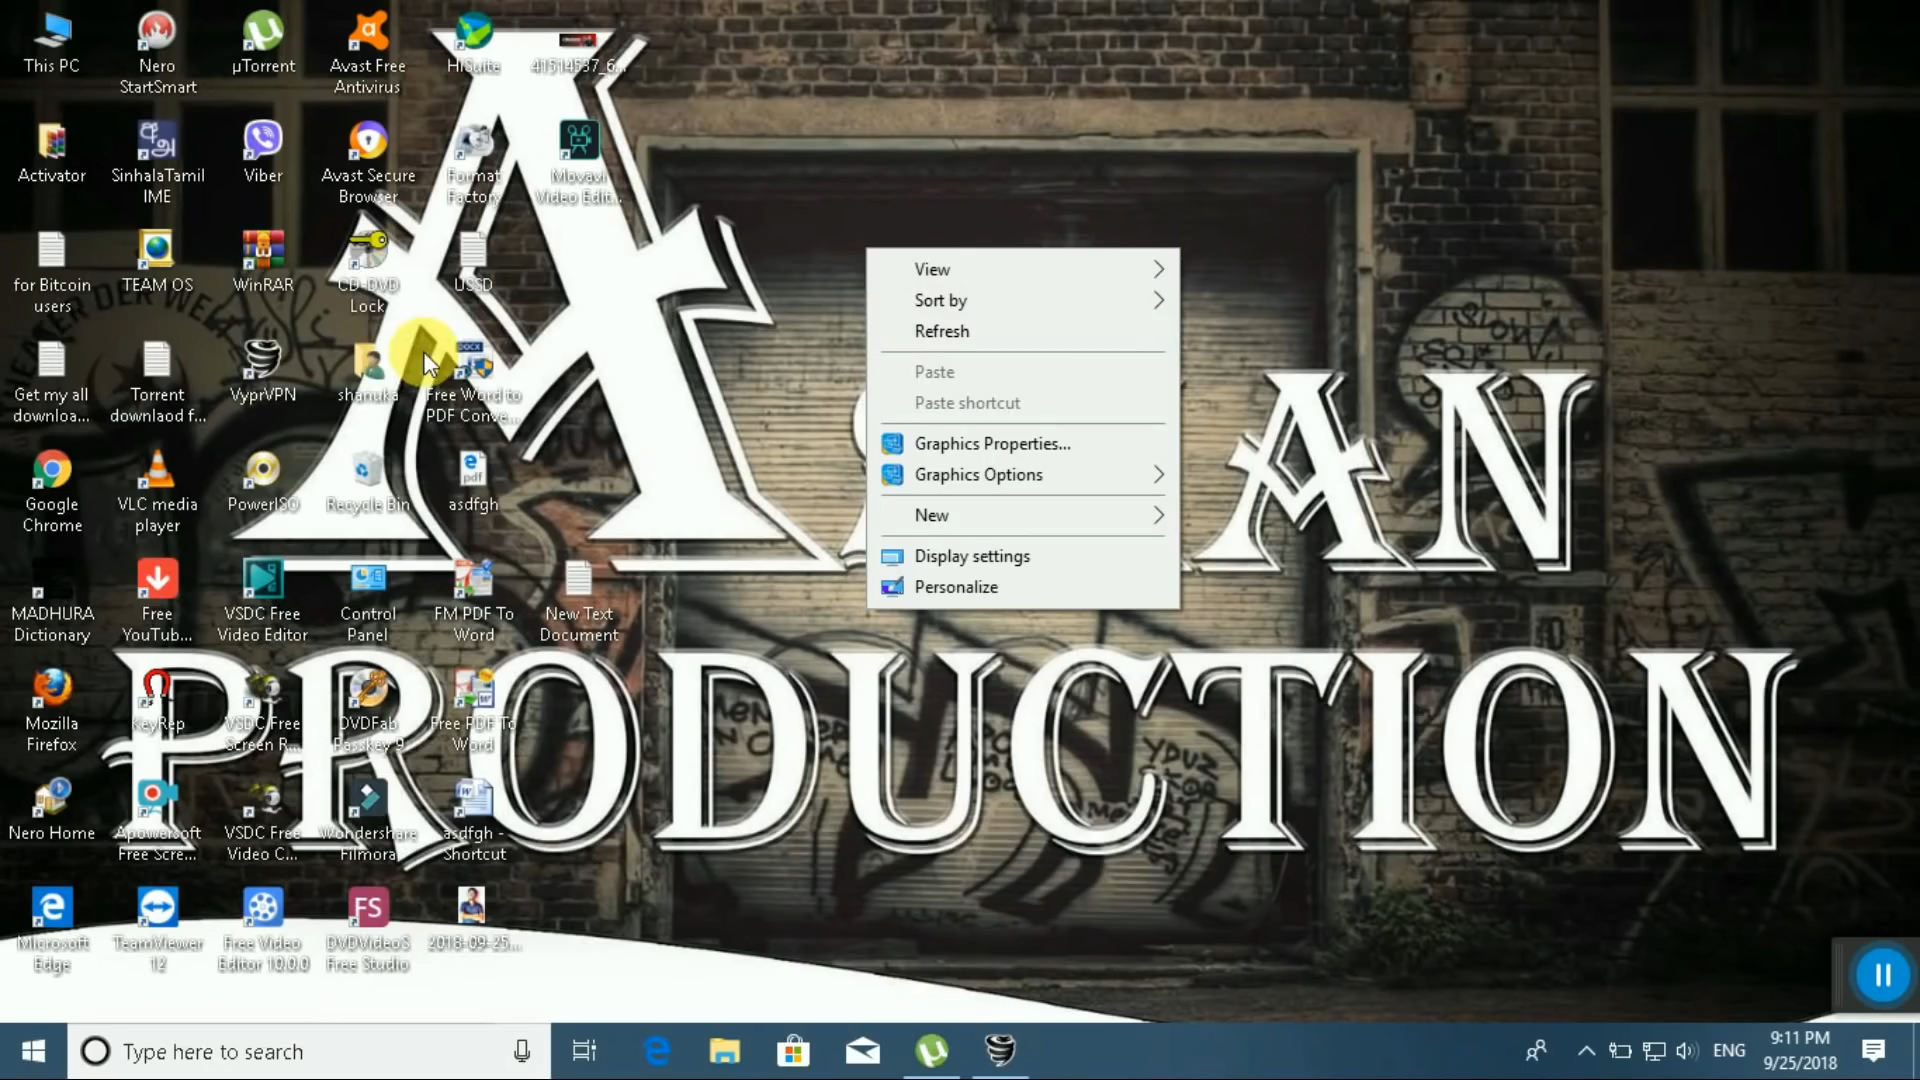 This PC
Nero
StartSmart
µTorrent
Avast Free
Antivirus
HiSuite
41514537_6...
Activator
SinhalaTamil
IME
Viber
Avast Secure
Browser
Format
Factory
Movavi
Video Edit...
for Bitcoin
users
TEAM OS
WinRAR
CD-DVD
Lock
USSD
Get my all
downloa...
Torrent
downlaod f...
VyprVPN
shanuka
Free Word to
PDF Conve...
Google
Chrome
VLC media
player
PowerISO
Recycle Bin
asdfgh
MADHURA
Dictionary
Free
YouTub...
VSDC Free
Video Editor
Control
Panel
FM PDF To
Word
New Text
Document
Mozilla
Firefox
KeyRep
VSDC Free
Screen R...
DVDFab
Passkey 9
Free PDF To
Word
Nero Home
Apowersoft
Free Scre...
VSDC Free
Video C...
Wondershare
Filmora
asdfgh -
Shortcut
Microsoft
Edge
TeamViewer
12
Free Video
Editor 10.0.0
DVDVideoS
Free Studio
2018-09-25...
View
Sort by
Refresh
Paste
Paste shortcut
Graphics Properties...
Graphics Options
New
Display settings
Personalize
AN
PRODUCTION
Type here to search
ENG
9:11 PM
9/25/2018